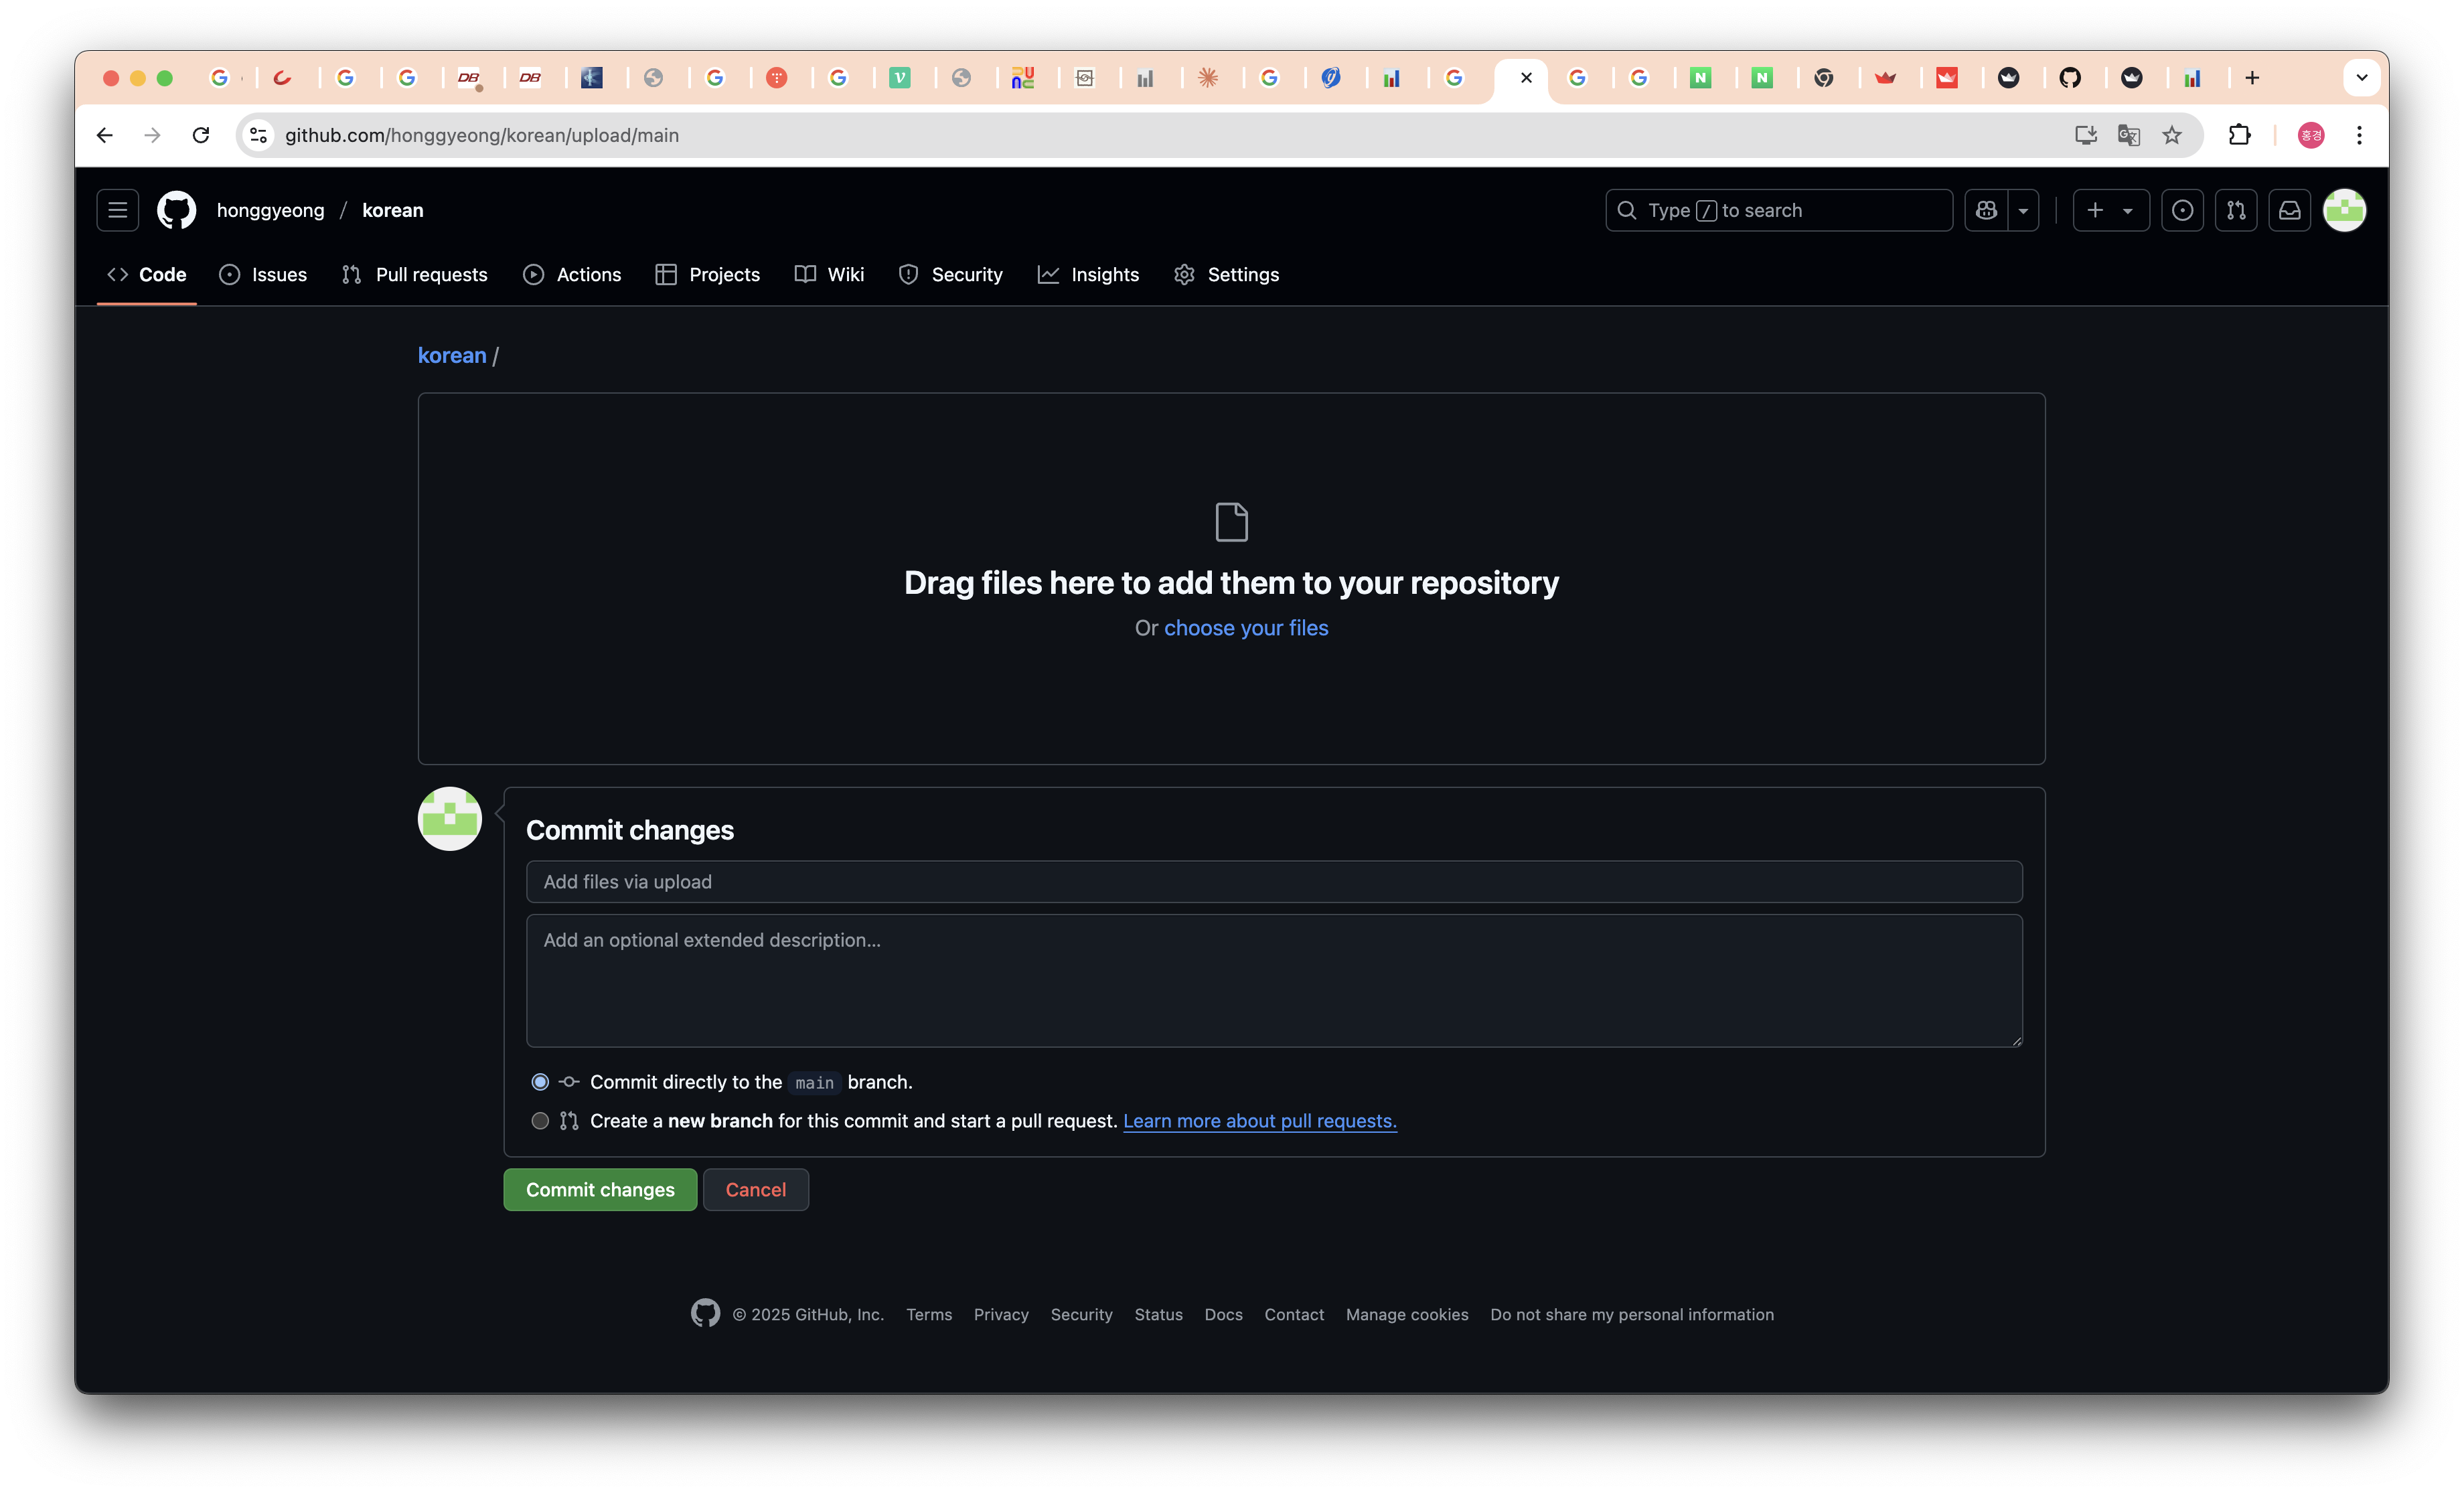 DB
DB
V
N
N
github.com/honggyeong/korean/upload/main
홍경
honggyeong / korean
Type / to search
Code
Issues
Pull requests
Actions
Projects
Wiki
Security
Insights
Settings
korean /
Drag files here to add them to your repository
Or choose your files
Commit changes
Add files via upload
Add an optional extended description...
Commit directly to the main branch.
Create a new branch for this commit and start a pull request. Learn more about pull requests.
Commit changes
Cancel
© 2025 GitHub, Inc.
Terms
Privacy
Security
Status
Docs
Contact
Manage cookies
Do not share my personal information